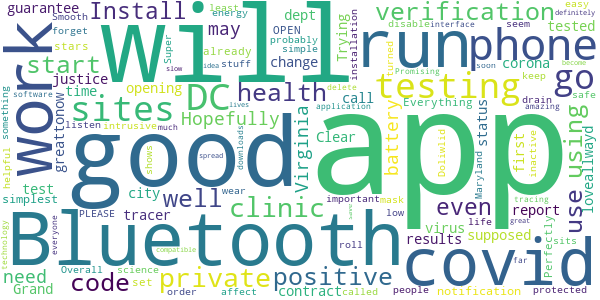 Smooth
guarantee
Install
least
energy
dept
Super
will
OPEN
probably
simple
Trying
already
disable
interface
verification
run
phone
easy
definitely
seem
become
tested
forget
stars
may
idea
stuff
slow
change
installation
Promising
turned
corona
soon
keep
safe
start
justice
time
sites
DC
health
opening
work
software
something
listen
greattonow
intrusive
much
Hopefully
call
Everything
testing
go
drain
delete
amazing
good
app
lives
application
Clear
Virginia
battery
Doliwlid
first
inactive
status
Maryland
using
use
loveallwayd
helpful
shows
test
simplest
city
wear
downloads
spread
important
mask
even
life
great
report
tracing
Perfectly
tracer
well
clinic
low
virus
supposed
results
far
sits
Bluetooth
covid
PLEASE
everyone
technology
need
Grand
Overall
science
code
set
private
order
affect
positive
contract
roll
called
compatible
people
notification
protected